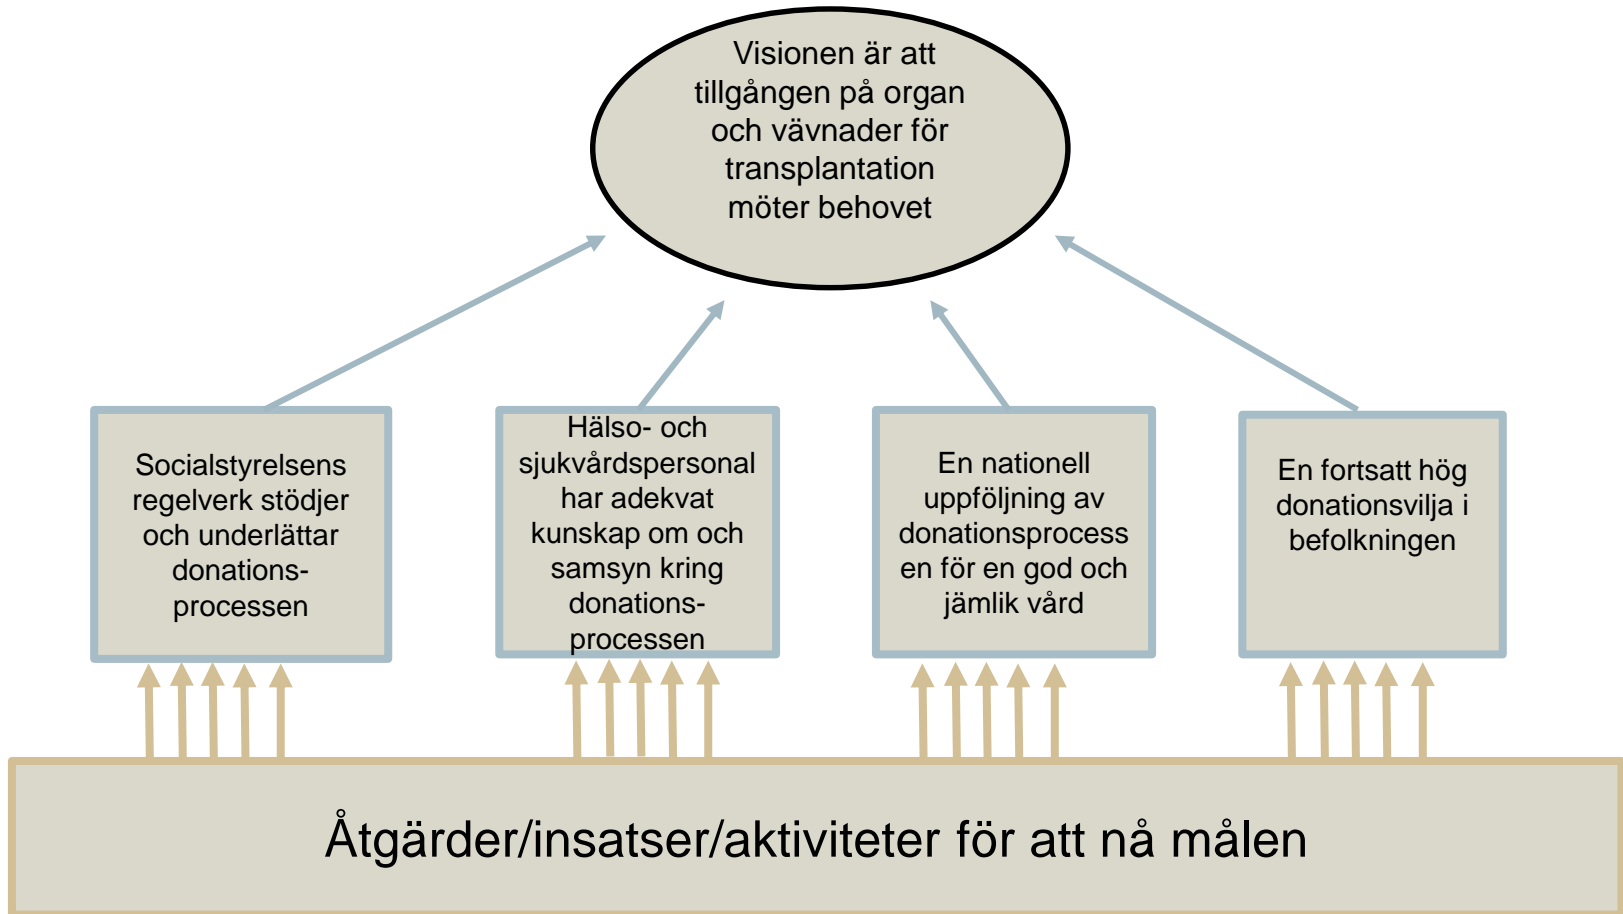 Visionen är att
tillgången på organ
och vävnader för
transplantation
möter behovet
Socialstyrelsens
regelverk stödjer
och underlättar
donations-
processen
Hälso- och
sjukvårdspersonal
har adekvat
kunskap om och
samsyn kring
donations-
processen
En nationell
uppföljning av
donationsprocess
en för en god och
jämlik vård
En fortsatt hög
donationsvilja i
befolkningen
Åtgärder/insatser/aktiviteter för att nå målen